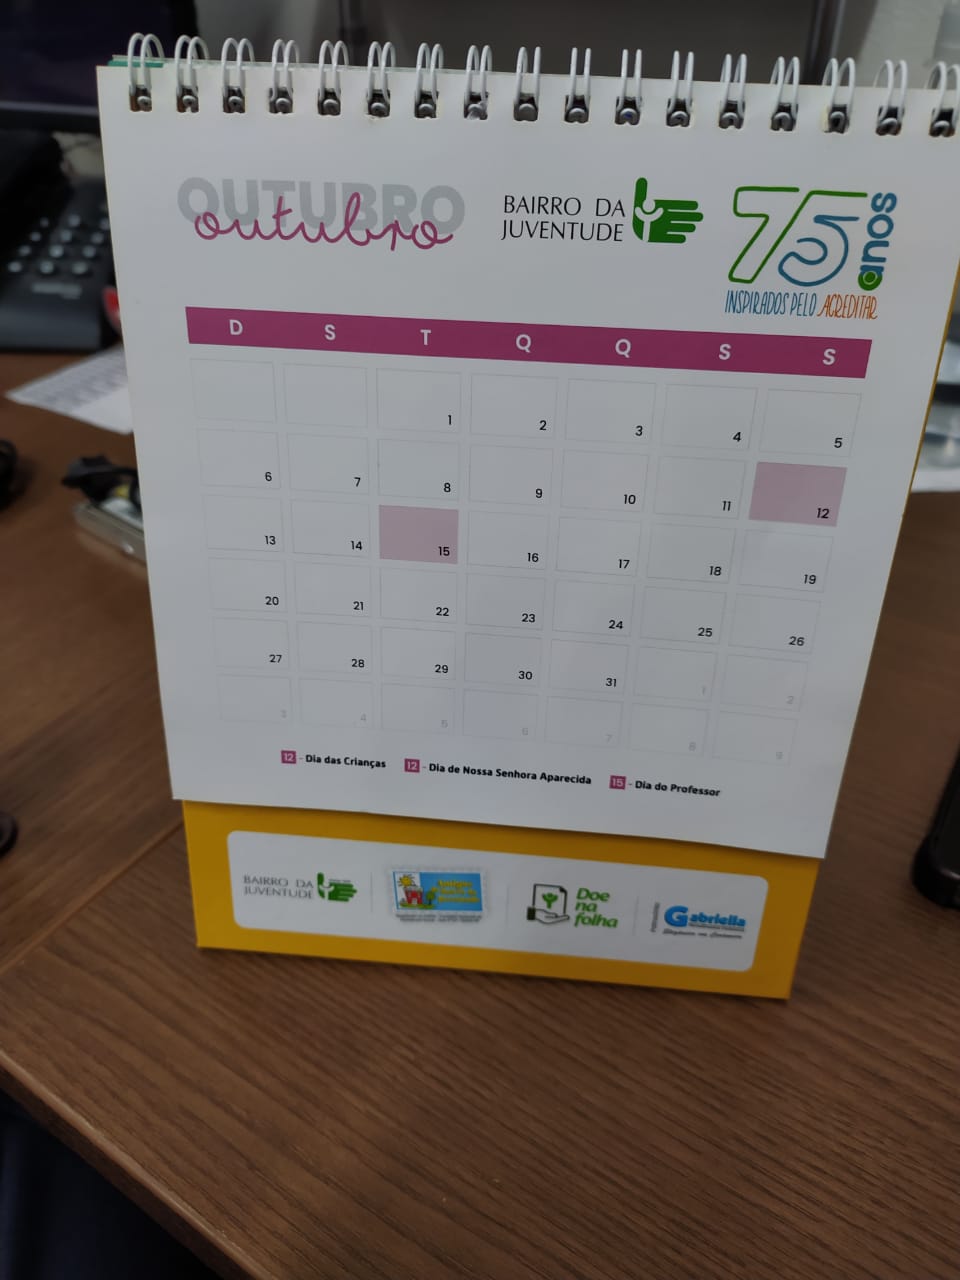 OUTUBRO
outubro
BAIRRO DA
JUVENTUDE
75 anos
INSPIRADOS PELO ACREDITAR
D S T Q Q S S
1 2 3 4 5
6 7 8 9 10 11 12
13 14 15 16 17 18 19
20 21 22 23 24 25 26
27 28 29 30 31 1 2
3 4 5 6 7 8 9
12 - Dia das Crianças 12 - Dia de Nossa Senhora Aparecida 15 - Dia do Professor
BAIRRO DA
JUVENTUDE
Doe
na
folha
Gabriella